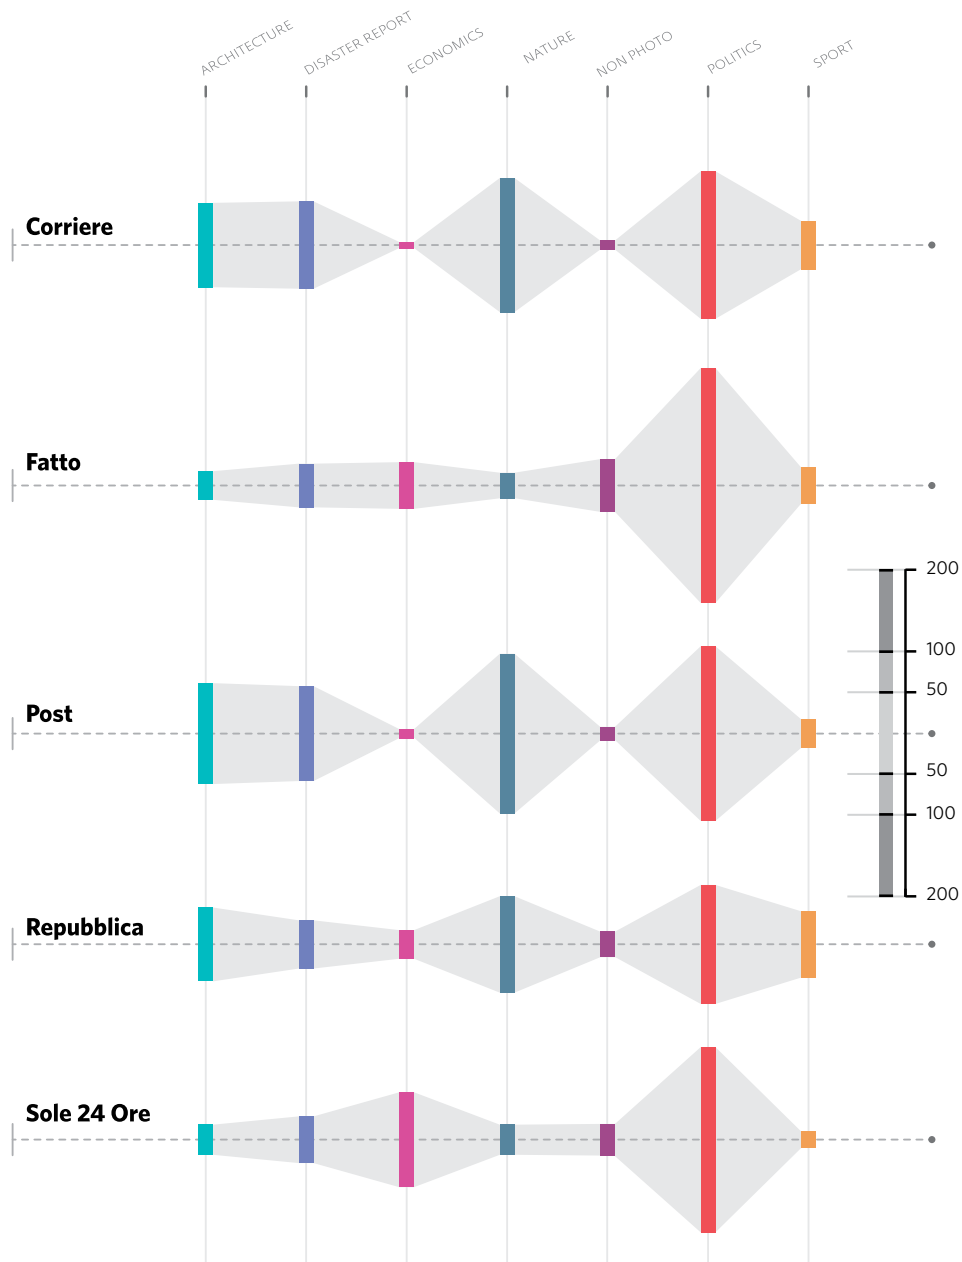 ARCHITECTURE
DISASTER REPORT
ECONOMICS
NATURE
NON PHOTO
POLITICS
SPORT
Corriere
Fatto
200
100
50
Post
50
100
200
Repubblica
Sole 24 Ore